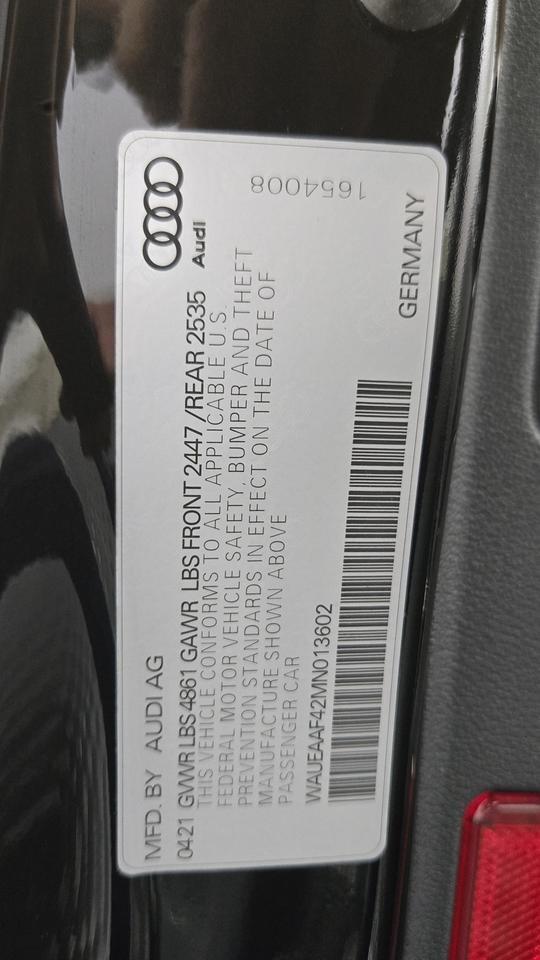 MFD. BY AUDI AG
Audi
0421 GVWR LBS 4861 GAWR LBS FRONT 2447 /REAR 2535
THIS VEHICLE CONFORMS TO ALL APPLICABLE U.S.
FEDERAL MOTOR VEHICLE SAFETY, BUMPER AND THEFT
PREVENTION STANDARDS IN EFFECT ON THE DATE OF
MANUFACTURE SHOWN ABOVE
PASSENGER CAR
1654008
WAUEAAF42MN013602
GERMANY